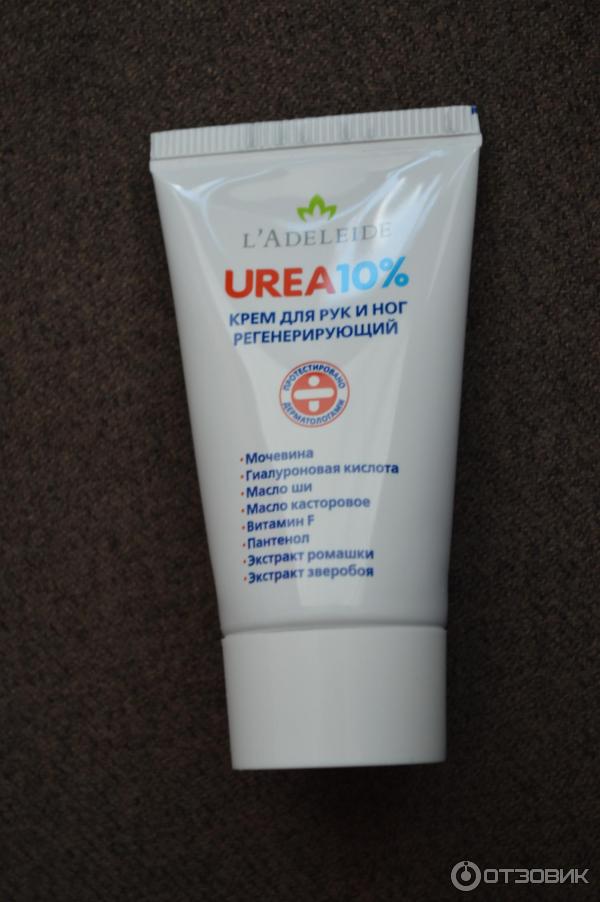 L'ADELEIDE
UREA10%
КРЕМ ДЛЯ РУК И НОГ
РЕГЕНЕРИРУЮЩИЙ
ПРОТЕСТИРОВАНО
ДЕРМАТОЛОГАМИ
•Мочевина
•Гиалуроновая кислота
•Масло ши
•Масло касторовое
•Витамин F
•Пантенол
•Экстракт ромашки
•Экстракт зверобоя
ОТЗОВИК